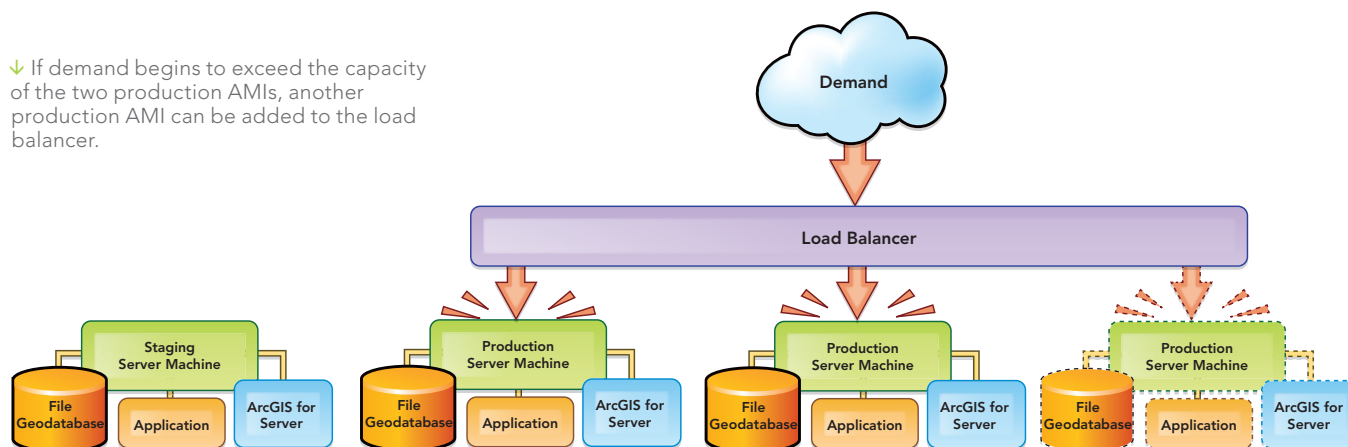 ↓ If demand begins to exceed the capacity
of the two production AMIs, another
production AMI can be added to the load
balancer.
Demand
Load Balancer
Staging
Server Machine
File
Geodatabase
Application
ArcGIS for
Server
Production
Server Machine
File
Geodatabase
Application
ArcGIS for
Server
Production
Server Machine
File
Geodatabase
Application
ArcGIS for
Server
Production
Server Machine
File
Geodatabase
Application
ArcGIS for
Server